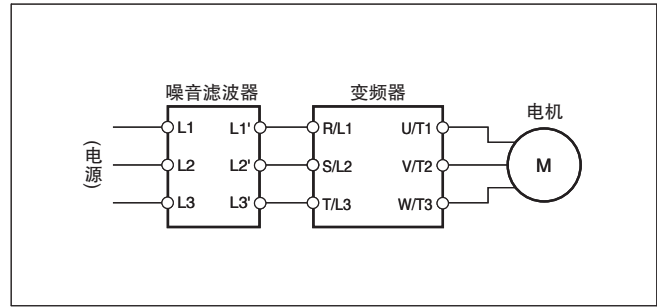 噪音滤波器
变频器
电机
(电源)
L1 L1' R/L1 U/T1
L2 L2' S/L2 V/T2 M
L3 L3' T/L3 W/T3